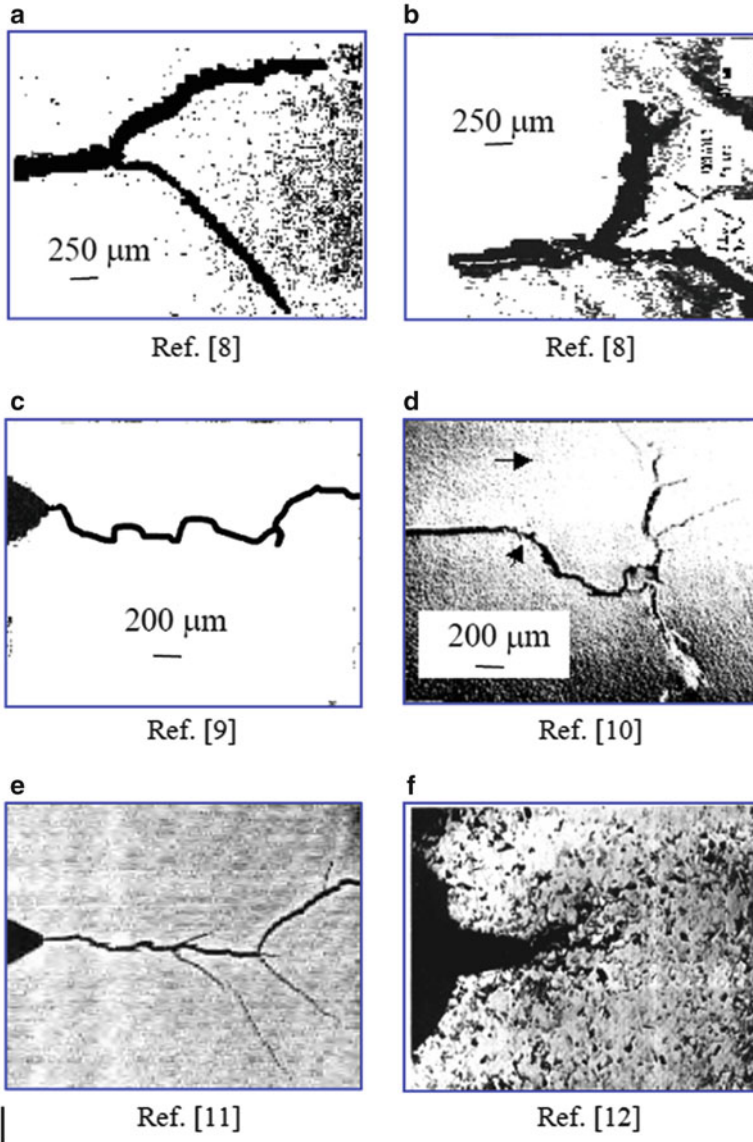 a
b
250 μm
250 μm
Ref. [8]
Ref. [8]
c
d
200 μm
200 μm
Ref. [9]
Ref. [10]
e
f
Ref. [11]
Ref. [12]